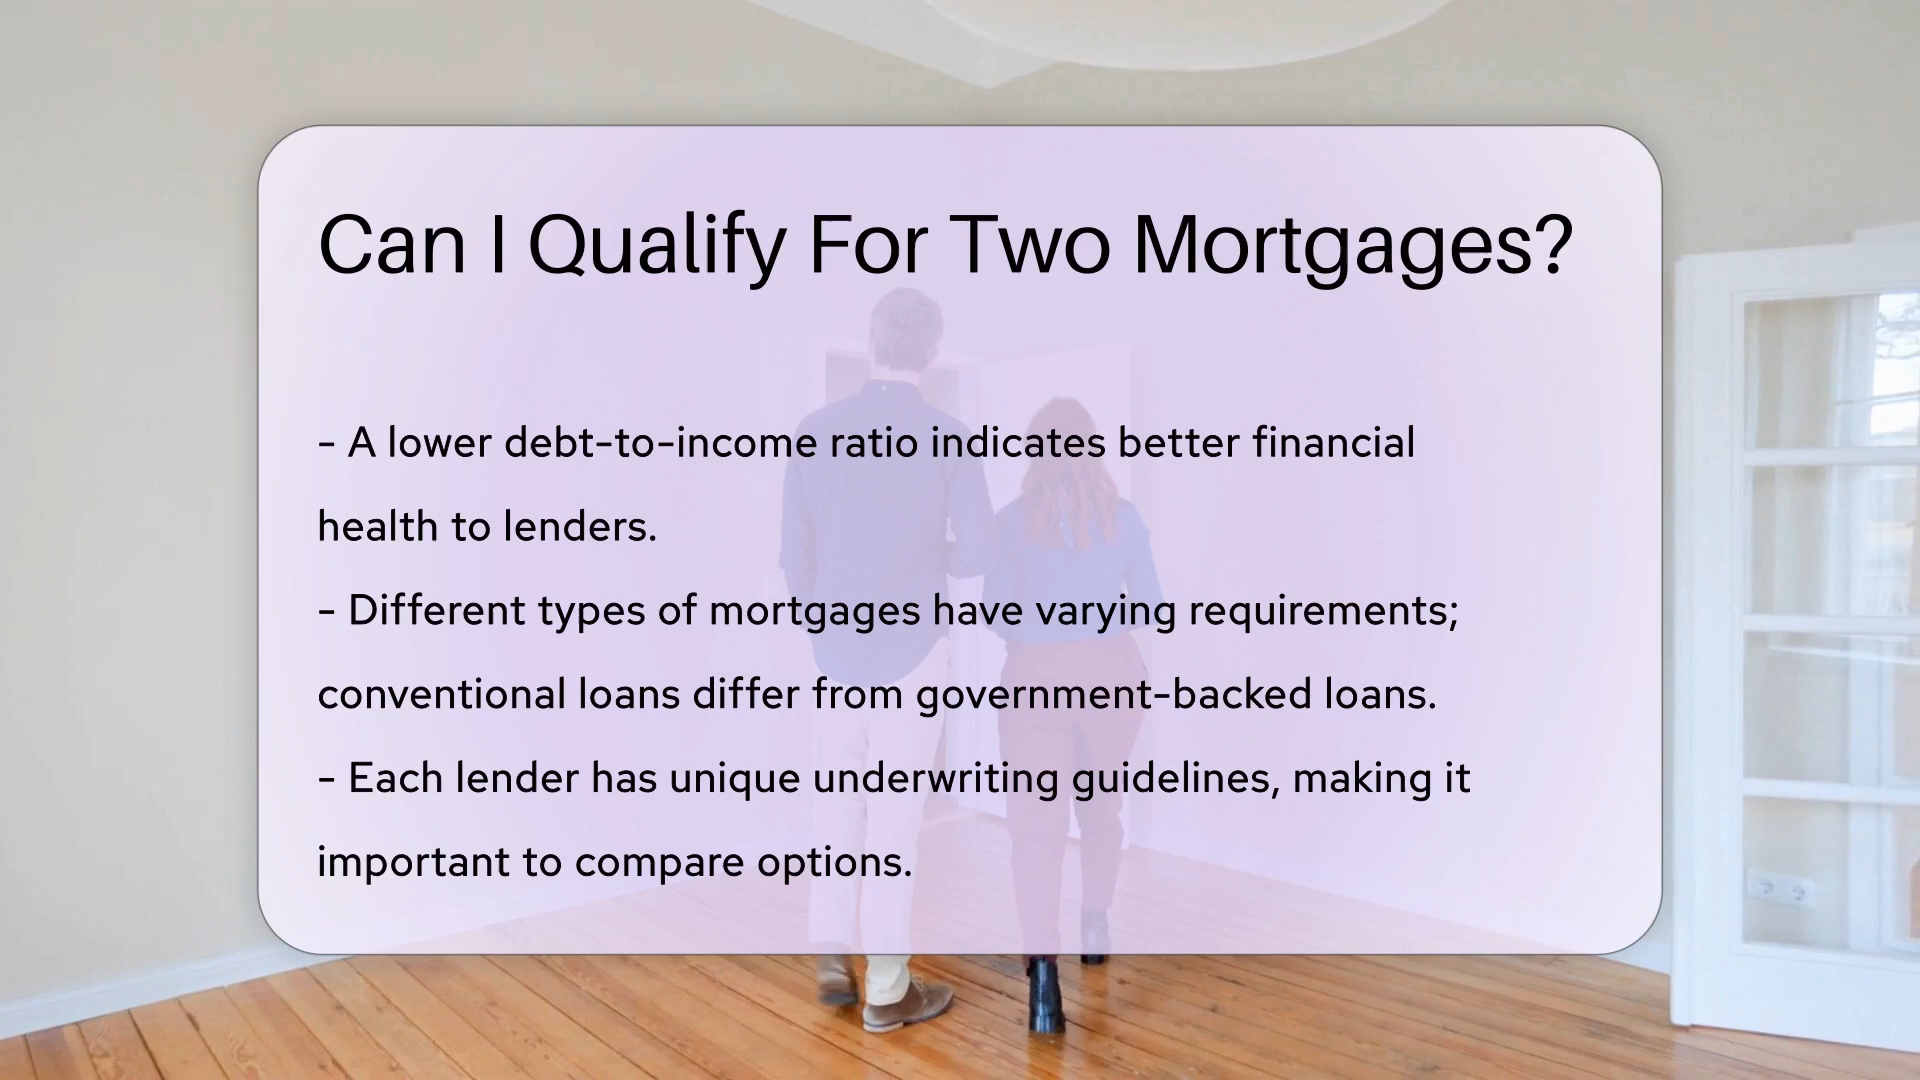 Can I Qualify For Two Mortgages?
- A lower debt-to-income ratio indicates better financial
health to lenders.
- Different types of mortgages have varying requirements;
conventional loans differ from government-backed loans.
- Each lender has unique underwriting guidelines, making it
important to compare options.